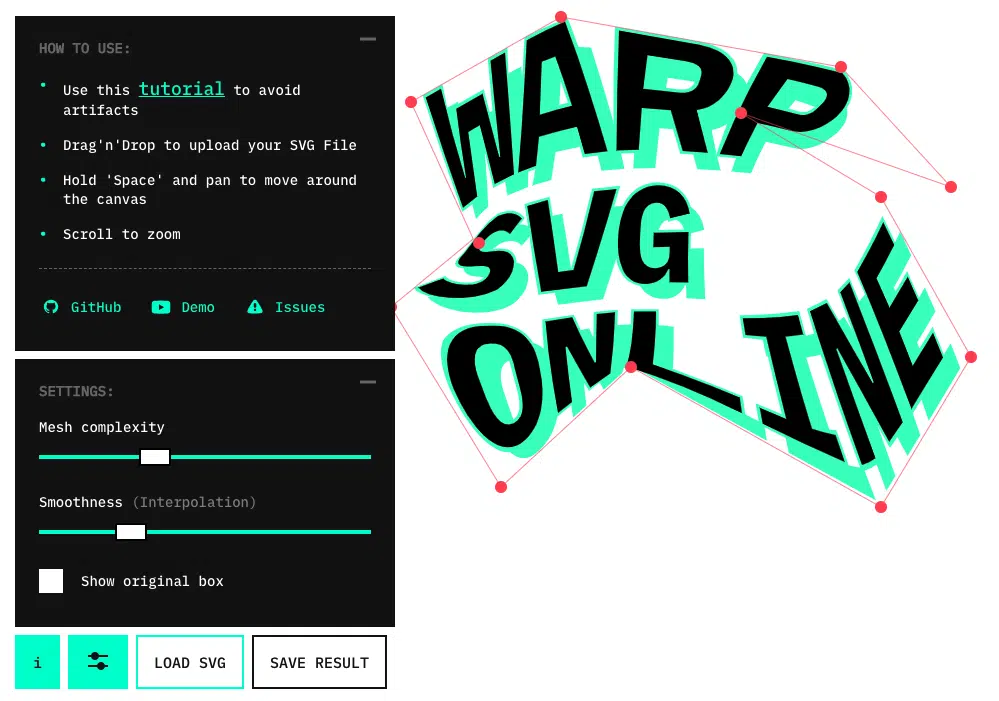 HOW TO USE:
Use this tutorial to avoid
artifacts
Drag'n'Drop to upload your SVG File
Hold 'Space' and pan to move around
the canvas
Scroll to zoom
GitHub Demo Issues
SETTINGS:
Mesh complexity
Smoothness (Interpolation)
Show original box
i LOAD SVG SAVE RESULT
WARP
SVG
ONLINE